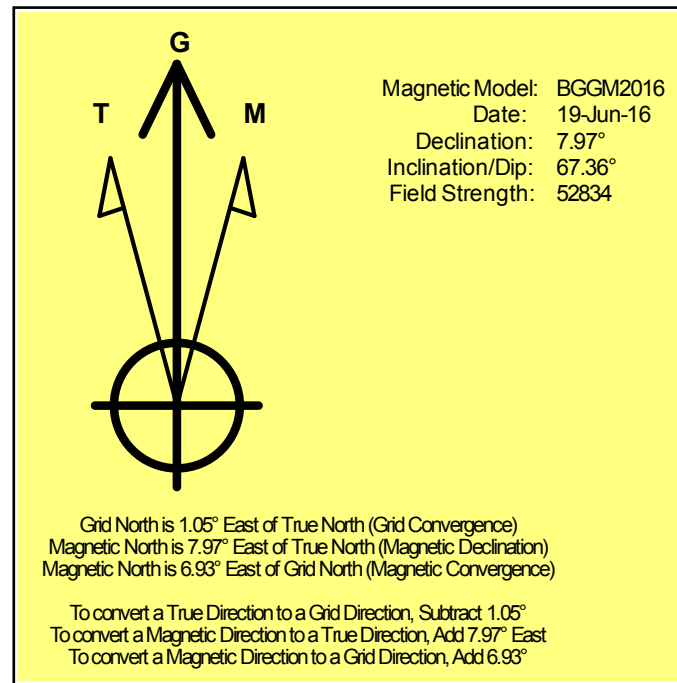 G
T
M
Magnetic Model: BGGM2016
Date: 19-Jun-16
Declination: 7.97°
Inclination/Dip: 67.36°
Field Strength: 52834
Grid North is 1.05° East of True North (Grid Convergence)
Magnetic North is 7.97° East of True North (Magnetic Declination)
Magnetic North is 6.93° East of Grid North (Magnetic Convergence)
To convert a True Direction to a Grid Direction, Subtract 1.05°
To convert a Magnetic Direction to a True Direction, Add 7.97° East
To convert a Magnetic Direction to a Grid Direction, Add 6.93°